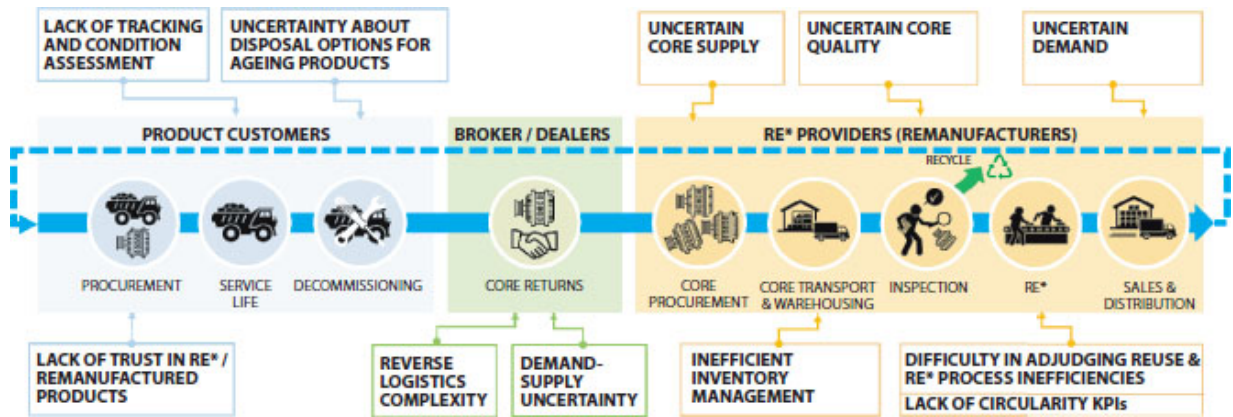 LACK OF TRACKING
AND CONDITION
ASSESSMENT
UNCERTAINTY ABOUT
DISPOSAL OPTIONS FOR
AGEING PRODUCTS
UNCERTAIN
CORE SUPPLY
UNCERTAIN CORE
QUALITY
UNCERTAIN
DEMAND
PRODUCT CUSTOMERS
BROKER / DEALERS
RE* PROVIDERS (REMANUFACTURERS)
RECYCLE
PROCUREMENT
SERVICE
LIFE
DECOMMISSIONING
CORE RETURNS
CORE
PROCUREMENT
CORE TRANSPORT
& WAREHOUSING
INSPECTION
RE*
SALES &
DISTRIBUTION
LACK OF TRUST IN RE* /
REMANUFACTURED
PRODUCTS
REVERSE
LOGISTICS
COMPLEXITY
DEMAND-
SUPPLY
UNCERTAINTY
INEFFICIENT
INVENTORY
MANAGEMENT
DIFFICULTY IN ADJUDGING REUSE &
RE* PROCESS INEFFICIENCIES
LACK OF CIRCULARITY KPIs